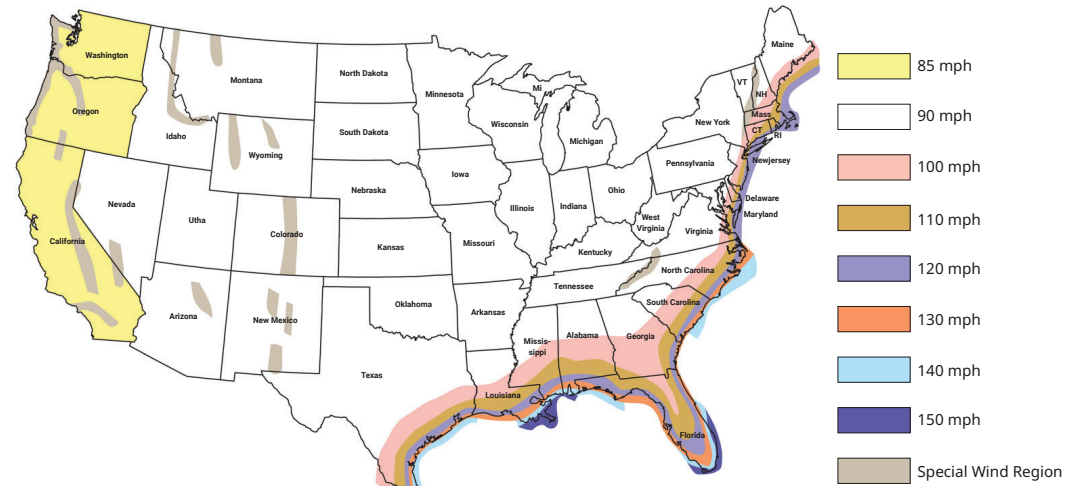 Washington
Oregon
California
Nevada
Idaho
Montana
Wyoming
Utha
Colorado
Arizona
New Mexico
North Dakota
South Dakota
Nebraska
Kansas
Oklahoma
Texas
Minnesota
Iowa
Missouri
Arkansas
Louisiana
Wisconsin
Mi
Michigan
Illinois
Indiana
Ohio
Kentucky
Tennessee
Missis-
sippi
Alabama
Georgia
Florida
South Carolina
North Carolina
Virginia
West
Virginia
Pennsylvania
New York
VT
NH
Maine
Mass
CT
RI
Newjersey
Delaware
Maryland
85 mph
90 mph
100 mph
110 mph
120 mph
130 mph
140 mph
150 mph
Special Wind Region